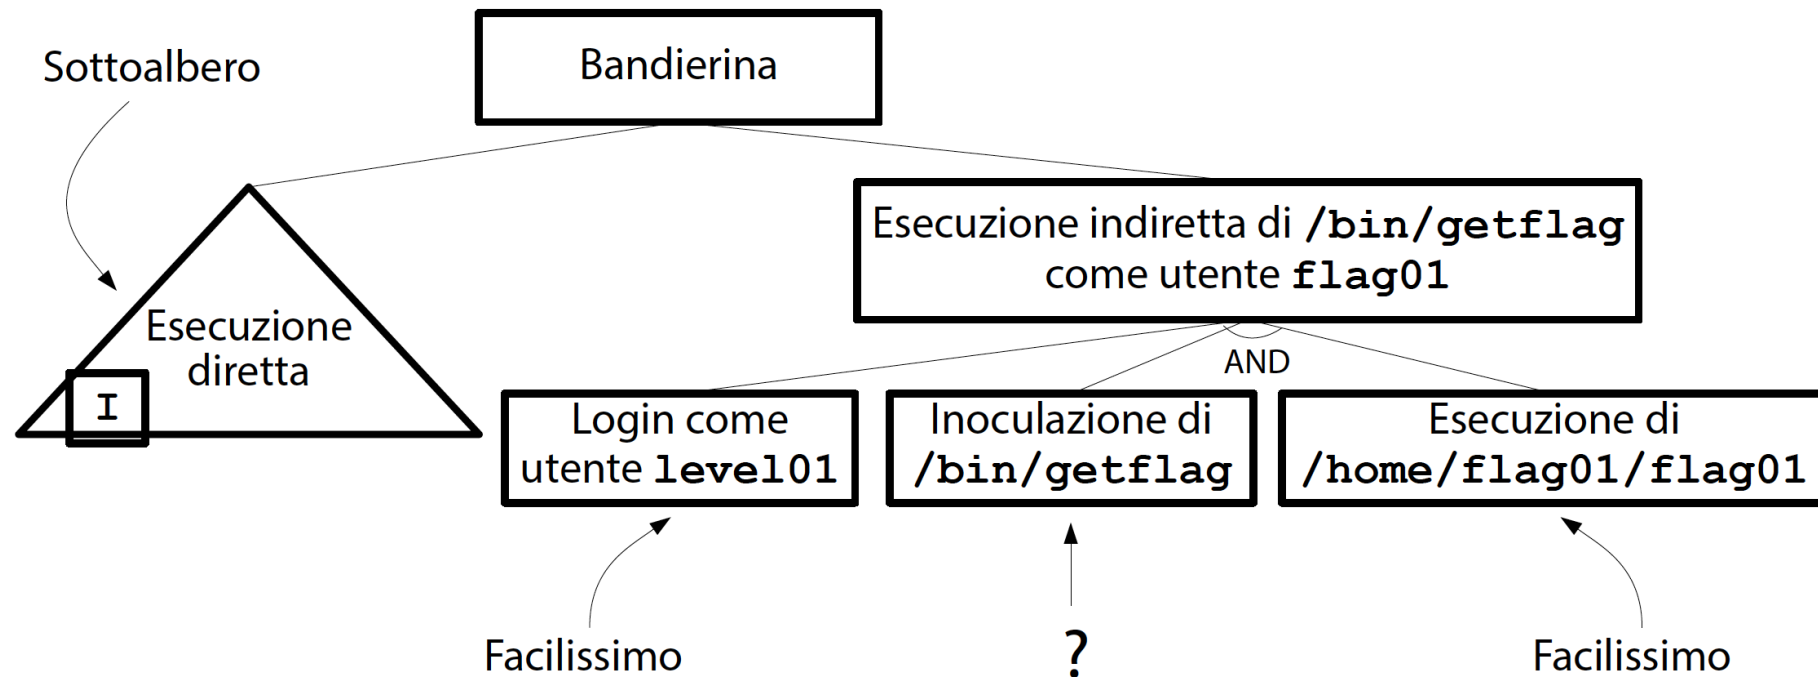 Bandierina
Sottoalbero
Esecuzione indiretta di /bin/getflag
come utente flag01
Esecuzione
diretta
I
AND
Login come
utente level01
Inoculazione di
/bin/getflag
Esecuzione di
/home/flag01/flag01
Facilissimo
?
Facilissimo